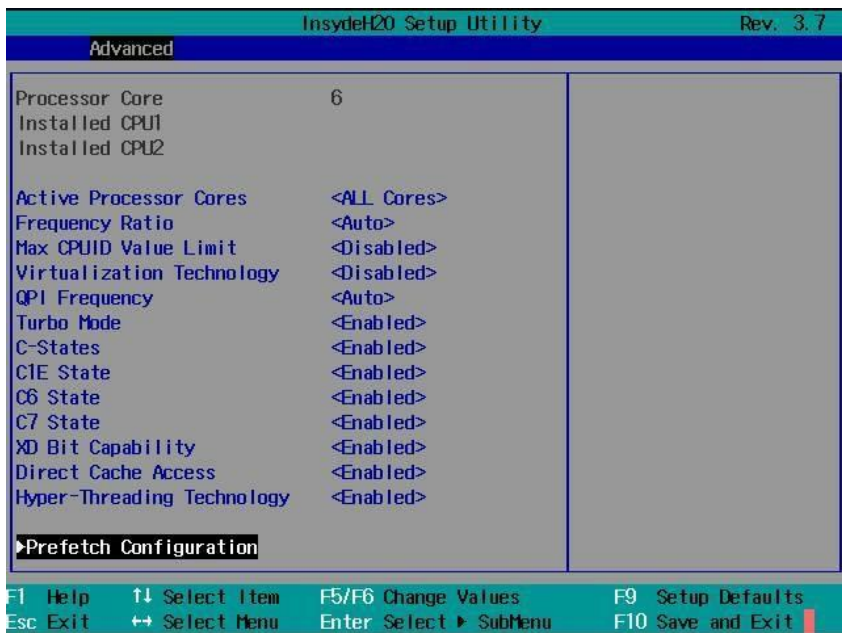 InsydeH20 Setup Utility Rev. 3.7
Advanced
Processor Core 6
Installed CPU1
Installed CPU2
Active Processor Cores <ALL Cores>
Frequency Ratio <Auto>
Max CPUID Value Limit <Disabled>
Virtualization Technology <Disabled>
QPI Frequency <Auto>
Turbo Mode <Enabled>
C-States <Enabled>
C1E State <Enabled>
C6 State <Enabled>
C7 State <Enabled>
XD Bit Capability <Enabled>
Direct Cache Access <Enabled>
Hyper-Threading Technology <Enabled>
▶Prefetch Configuration
F1 Help ↑↓ Select Item F5/F6 Change Values F9 Setup Defaults
Esc Exit ↔ Select Menu Enter Select ▶ SubMenu F10 Save and Exit